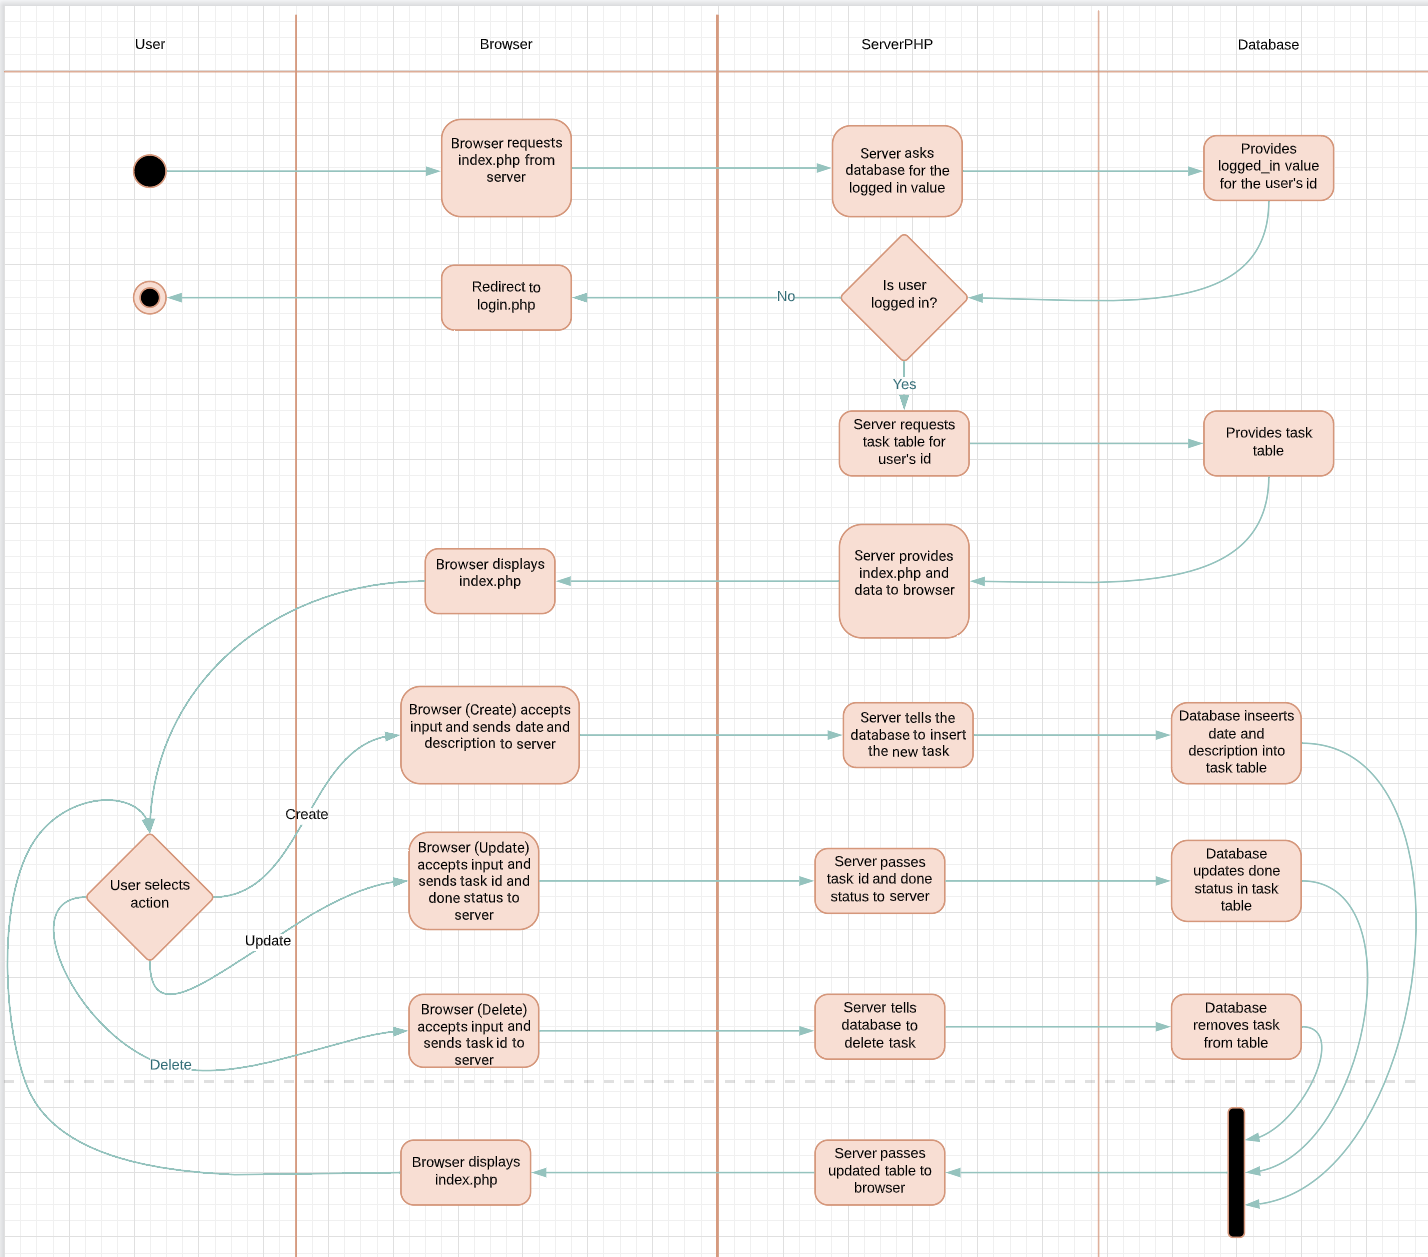 User
Browser
ServerPHP
Database
Browser requests
index.php from
server
Server asks
database for the
logged in value
Provides
logged_in value
for the user's id
Redirect to
login.php
No
Is user
logged in?
Yes
Server requests
task table for
user's id
Provides task
table
Browser displays
index.php
Server provides
index.php and
data to browser
Browser (Create) accepts
input and sends date and
description to server
Server tells the
database to insert
the new task
Database inseerts
date and
description into
task table
Create
User selects
action
Browser (Update)
accepts input and
sends task id and
done status to
server
Server passes
task id and done
status to server
Database
updates done
status in task
table
Update
Browser (Delete)
accepts input and
sends task id to
server
Server tells
database to
delete task
Database
removes task
from table
Delete
Browser displays
index.php
Server passes
updated table to
browser